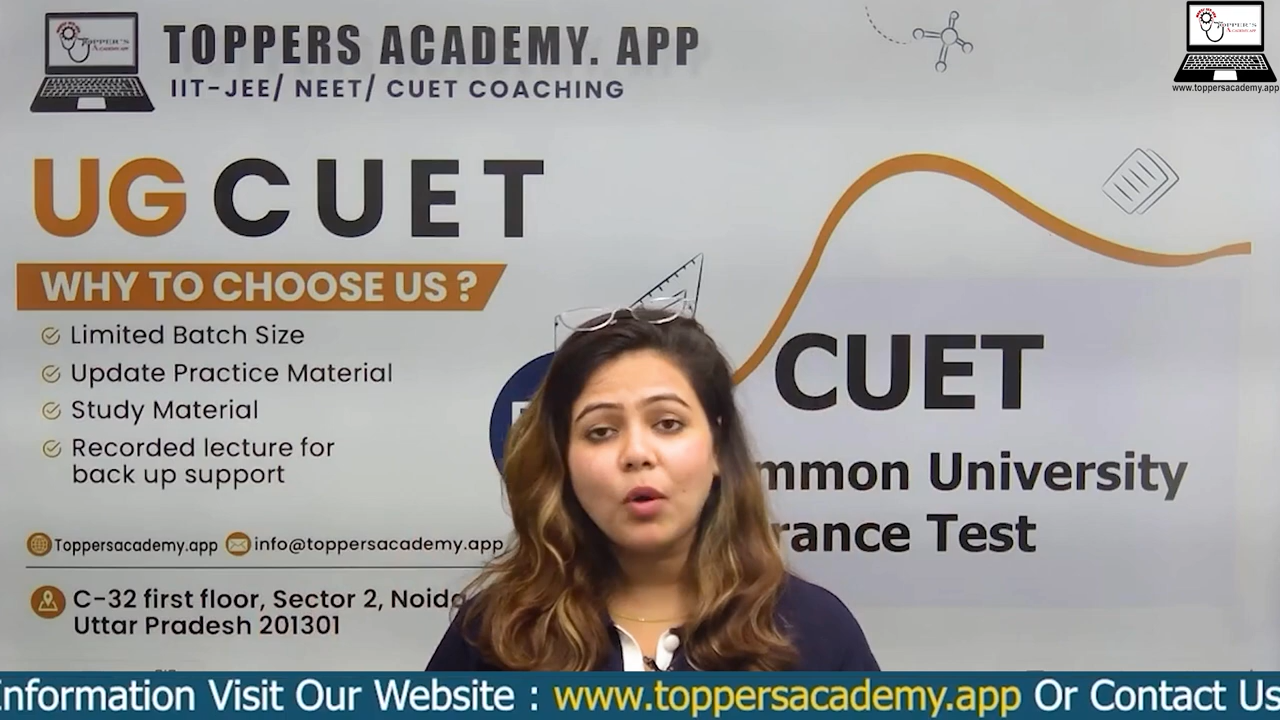 TOPPERS ACADEMY. APP
IIT-JEE/ NEET/ CUET COACHING
www.toppersacademy.app
UG CUET
WHY TO CHOOSE US ?
Limited Batch Size
Update Practice Material
Study Material
Recorded lecture for
back up support
CUET
mmon University
rance Test
Toppersacademy.app info@toppersacademy.app
C-32 first floor, Sector 2, Noida
Uttar Pradesh 201301
Information Visit Our Website : www.toppersacademy.app Or Contact Us